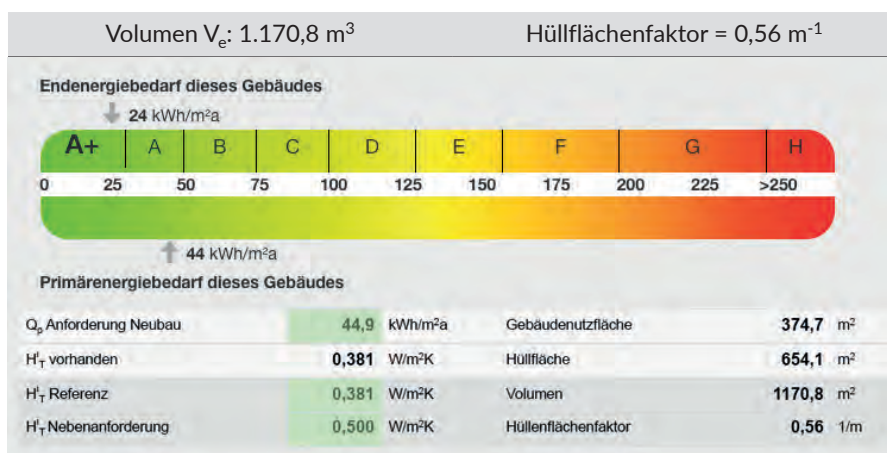 Volumen Ve: 1.170,8 m³ Hüllflächenfaktor = 0,56 m-1
Endenergiebedarf dieses Gebäudes
24 kWh/m²a
A+ A B C D E F G H
0 25 50 75 100 125 150 175 200 225 >250
44 kWh/m²a
Primärenergiebedarf dieses Gebäudes
Qp Anforderung Neubau 44,9 kWh/m²a Gebäudenutzfläche 374,7 m²
H'T vorhanden 0,381 W/m²K Hüllfläche 654,1 m²
H'T Referenz 0,381 W/m²K Volumen 1170,8 m²
H'T Nebenanforderung 0,500 W/m²K Hüllenflächenfaktor 0,56 1/m